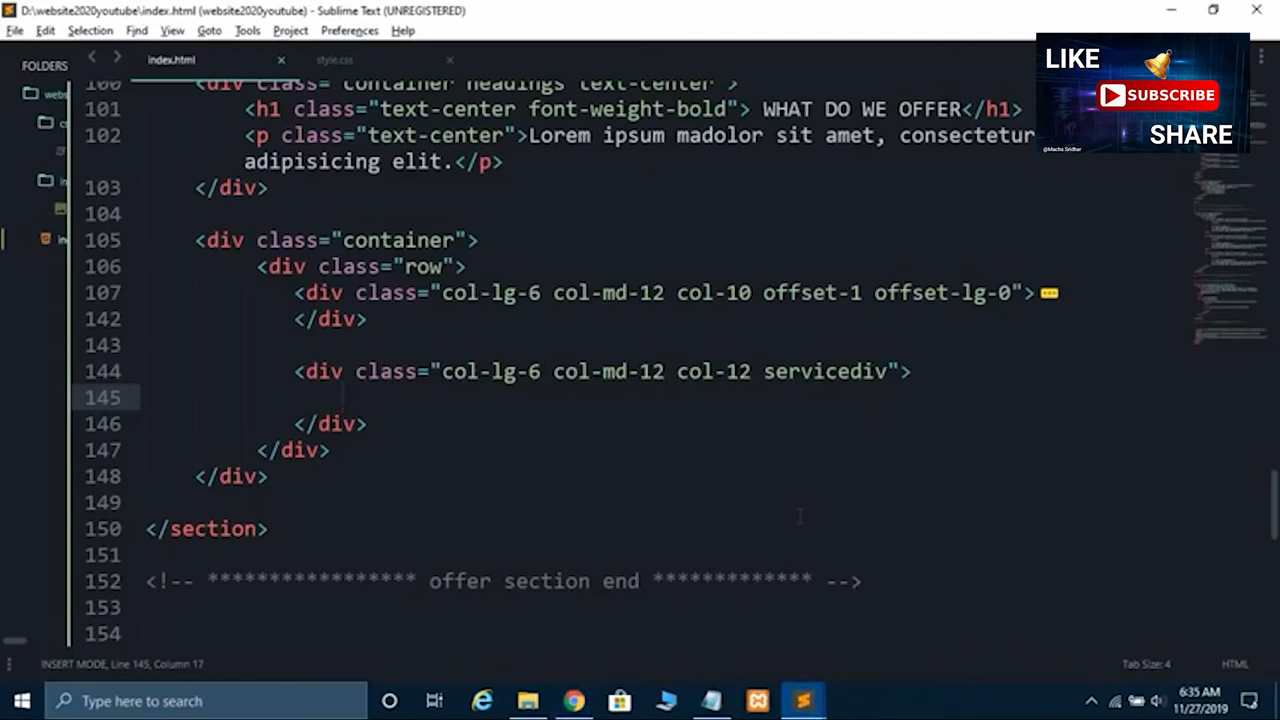 D:\website2020youtube\index.html (website2020youtube) - Sublime Text (UNREGISTERED)
File Edit Selection Find View Goto Tools Project Preferences Help
FOLDERS
index.html
style.css
LIKE
SUBSCRIBE
SHARE
@Macha Sridhar
webs
100 <div class="container headings text-center">
101 <h1 class="text-center font-weight-bold"> WHAT DO WE OFFER</h1>
102 <p class="text-center">Lorem ipsum madolor sit amet, consectetur
adipisicing elit.</p>
103 </div>
104
105 <div class="container">
106 <div class="row">
107 <div class="col-lg-6 col-md-12 col-10 offset-1 offset-lg-0">
142 </div>
143
144 <div class="col-lg-6 col-md-12 col-12 servicediv">
145
146 </div>
147 </div>
148 </div>
149
150 </section>
151
152 <!-- ***************** offer section end ************* -->
153
154
INSERT MODE, Line 145, Column 17
Tab Size: 4
HTML
Type here to search
6:35 AM
11/27/2019